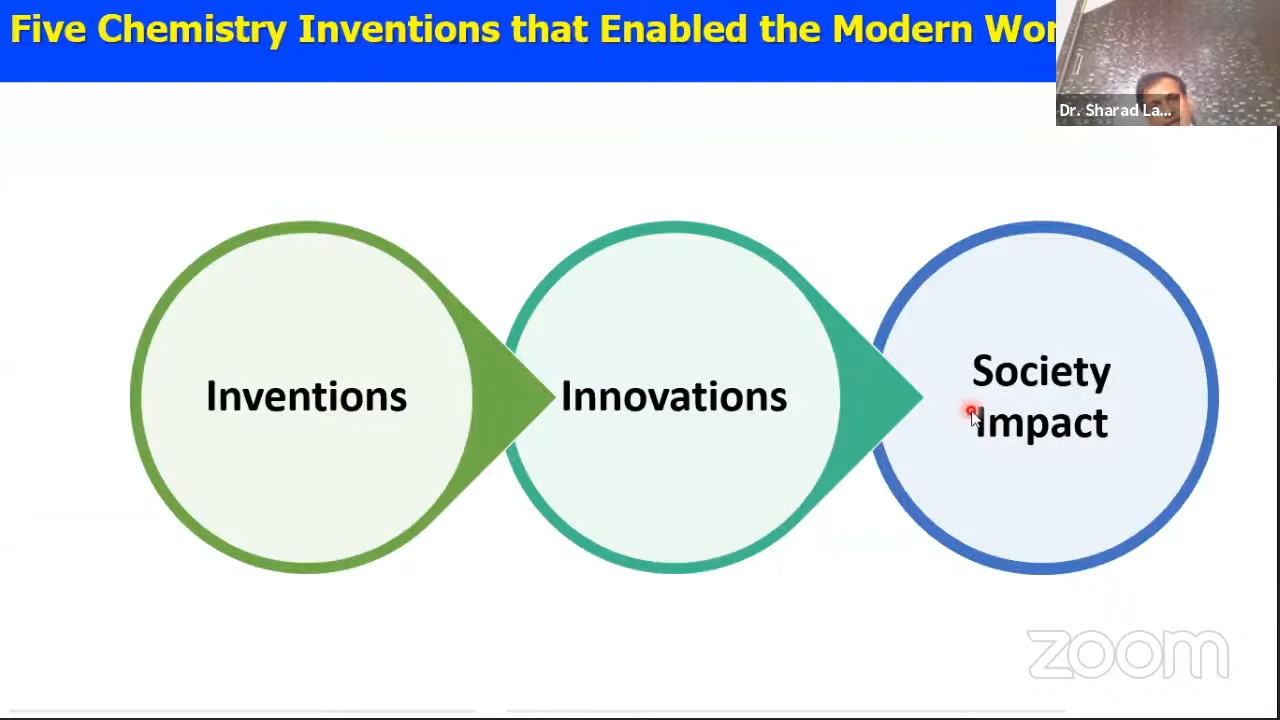 Five Chemistry Inventions that Enabled the Modern Wor
Dr. Sharad La...
Inventions
Innovations
Society
Impact
zoom